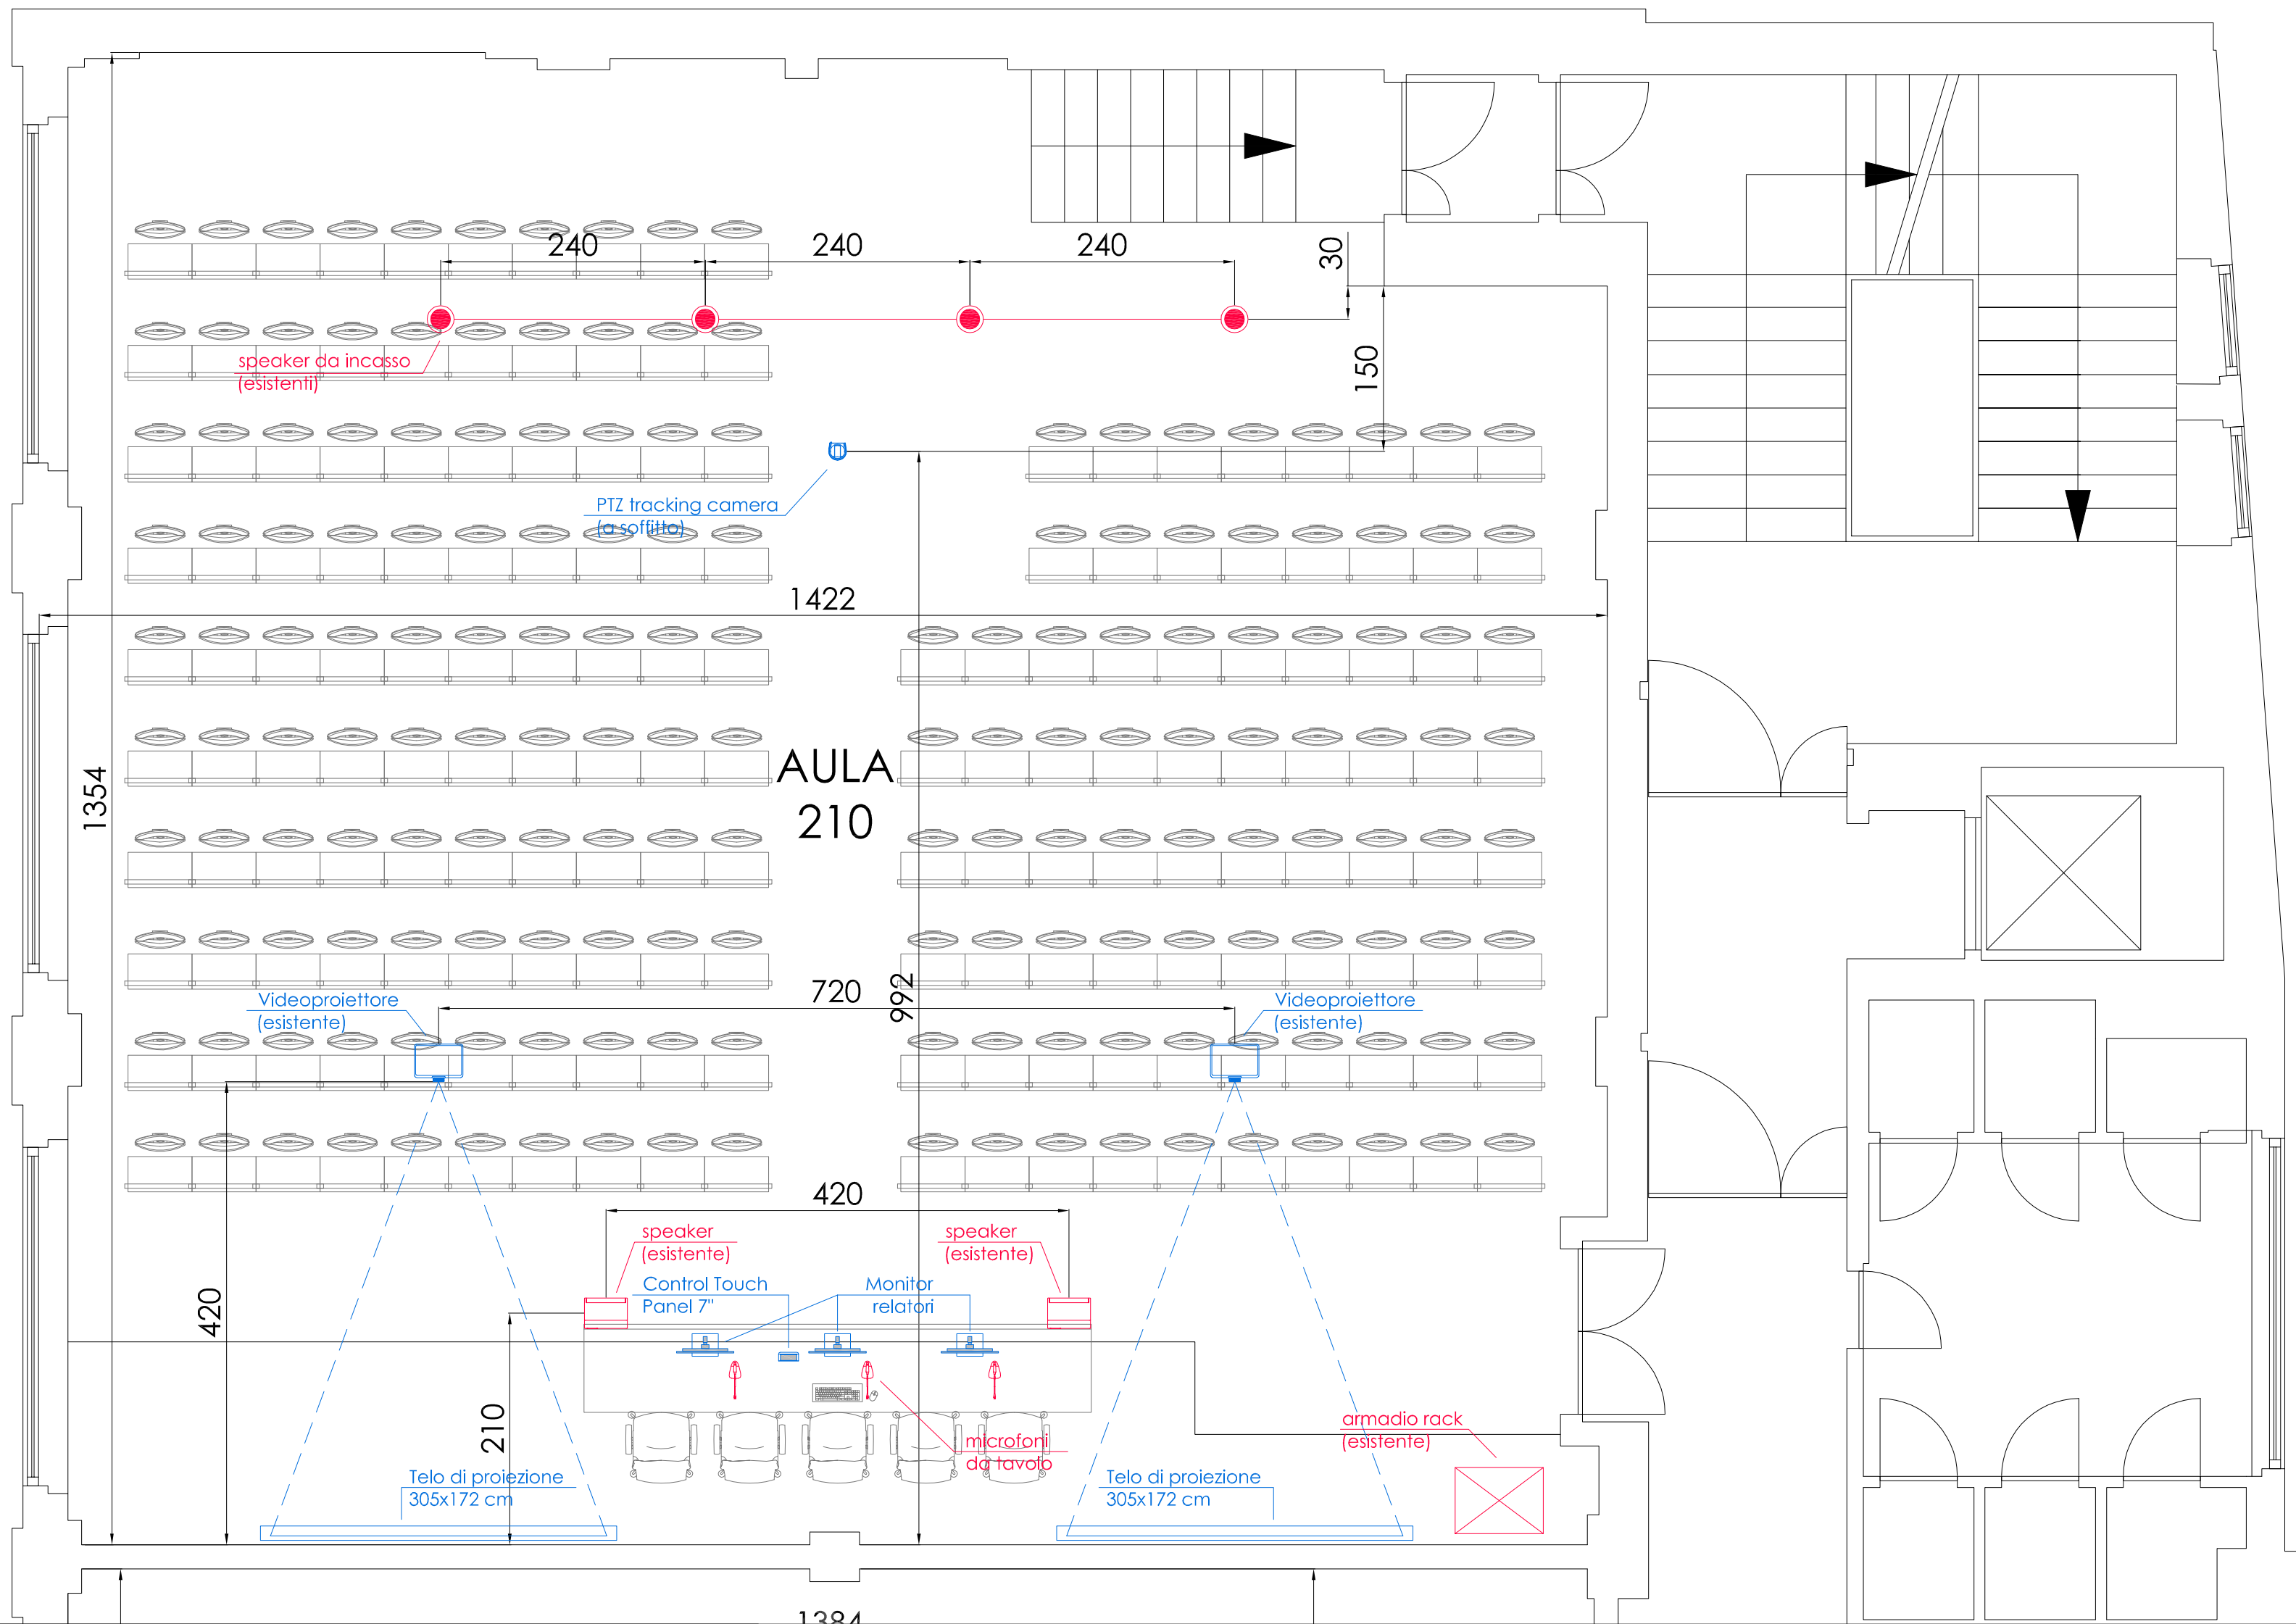 240
240
240
30
speaker da incasso
(esistenti)
150
PTZ tracking camera
(a soffitto)
1422
AULA
210
1354
720
992
Videoproiettore
(esistente)
Videoproiettore
(esistente)
420
speaker
(esistente)
speaker
(esistente)
Control Touch
Panel 7"
Monitor
relatori
420
210
microfoni
da tavolo
armadio rack
(esistente)
Telo di proiezione
305x172 cm
Telo di proiezione
305x172 cm
1384